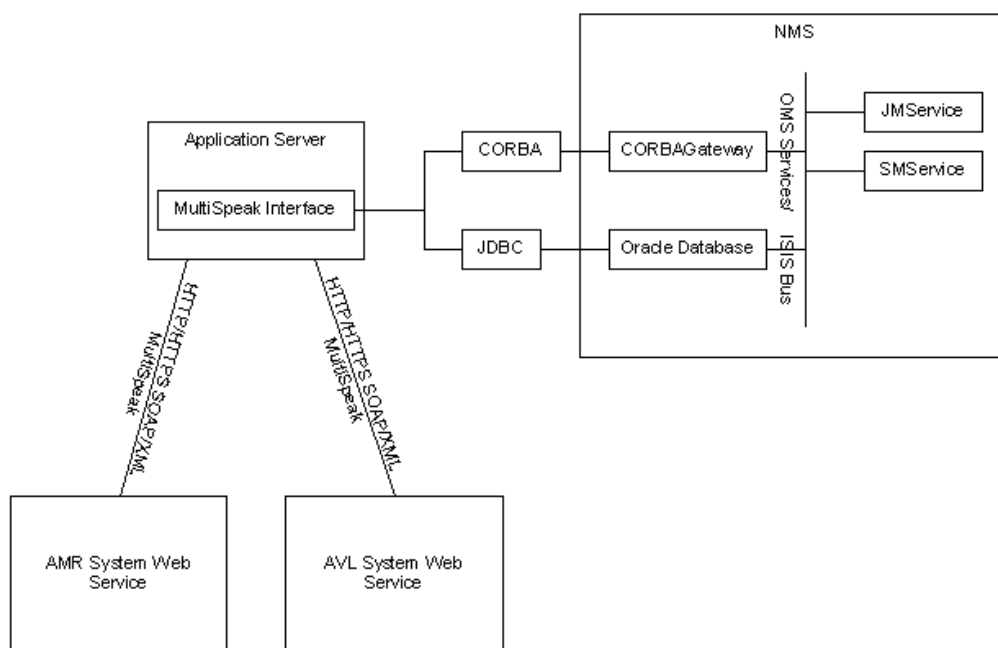 NMS
Application Server
MultiSpeak Interface
CORBA
CORBAGateway
JDBC
Oracle Database
OMS Services/
ISIS Bus
JMService
SMService
HTTP/HTTPS SOAP/XML
MultiSpeak
HTTP/HTTPS SOAP/XML
MultiSpeak
AMR System Web
Service
AVL System Web
Service